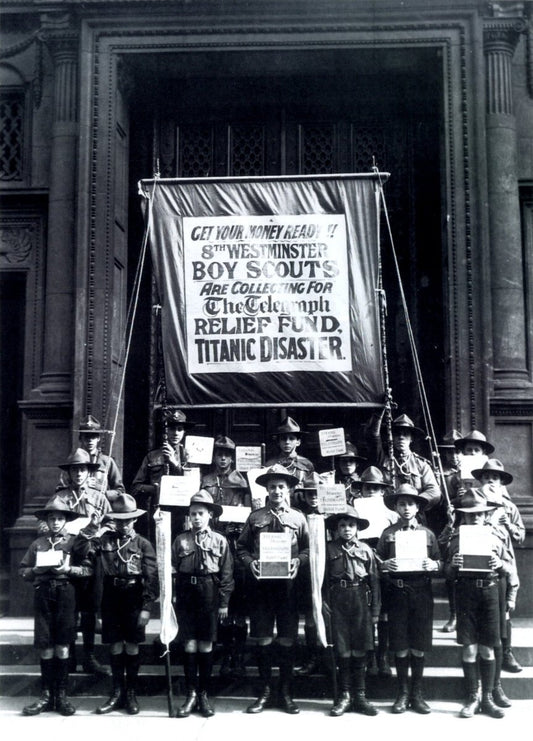 GET YOUR MONEY READY!!
8TH WESTMINSTER
BOY SCOUTS
ARE COLLECTING FOR
The Telegraph
RELIEF FUND,
TITANIC DISASTER.